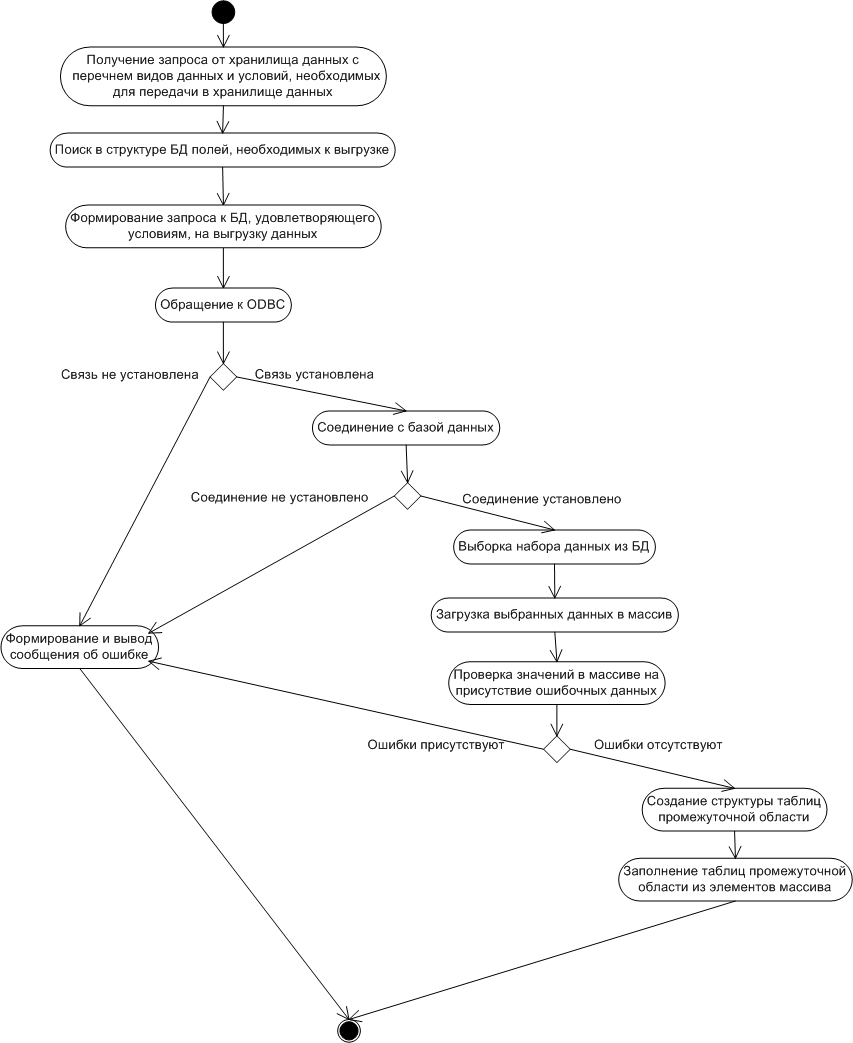 Получение запроса от хранилища данных с
перечнем видов данных и условий, необходимых
для передачи в хранилище данных
Поиск в структуре БД полей, необходимых к выгрузке
Формирование запроса к БД, удовлетворяющего
условиям, на выгрузку данных
Обращение к ODBC
Связь не установлена
Связь установлена
Соединение с базой данных
Соединение не установлено
Соединение установлено
Выборка набора данных из БД
Загрузка выбранных данных в массив
Формирование и вывод
сообщения об ошибке
Проверка значений в массиве на
присутствие ошибочных данных
Ошибки присутствуют
Ошибки отсутствуют
Создание структуры таблиц
промежуточной области
Заполнение таблиц промежуточной
области из элементов массива